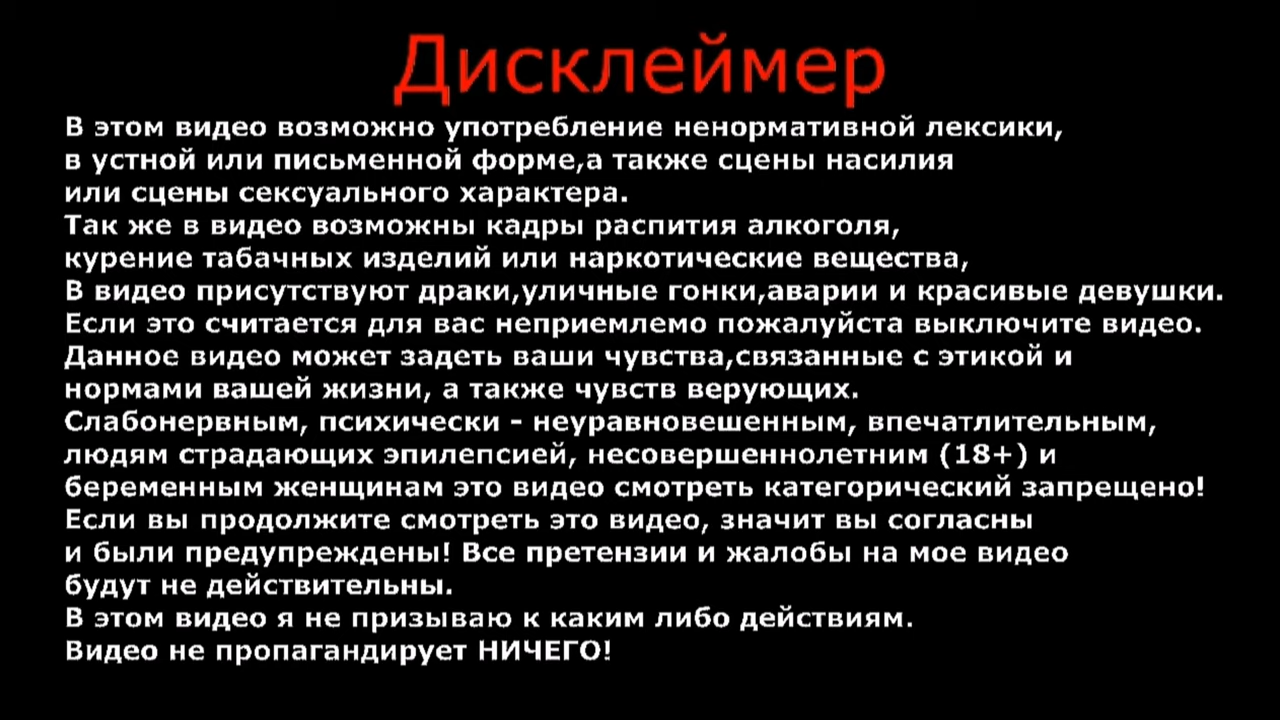 Дисклеймер
В этом видео возможно употребление ненормативной лексики,
в устной или письменной форме,а также сцены насилия
или сцены сексуального характера.
Так же в видео возможны кадры распития алкоголя,
курение табачных изделий или наркотические вещества,
В видео присутствуют драки,уличные гонки,аварии и красивые девушки.
Если это считается для вас неприемлемо пожалуйста выключите видео.
Данное видео может задеть ваши чувства,связанные с этикой и
нормами вашей жизни, а также чувств верующих.
Слабонервным, психически - неуравновешенным, впечатлительным,
людям страдающих эпилепсией, несовершеннолетним (18+) и
беременным женщинам это видео смотреть категорический запрещено!
Если вы продолжите смотреть это видео, значит вы согласны
и были предупреждены! Все претензии и жалобы на мое видео
будут не действительны.
В этом видео я не призываю к каким либо действиям.
Видео не пропагандирует НИЧЕГО!